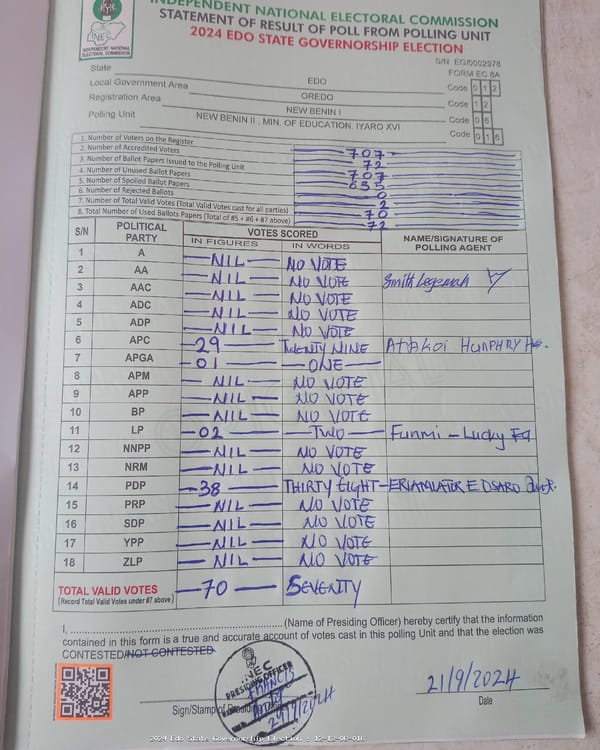 INDEPENDENT NATIONAL ELECTORAL COMMISSION
STATEMENT OF RESULT OF POLL FROM POLLING UNIT
2024 EDO STATE GOVERNORSHIP ELECTION
INEC
INDEPENDENT NATIONAL
ELECTORAL COMMISSION
S/N: EG/0002978
FORM EC 8A
State EDO Code 0 1 2
Local Government Area OREDO Code 1 2
Registration Area NEW BENIN I Code 0 6
Polling Unit NEW BENIN II , MIN. OF EDUCATION. IYARO XVI Code 0 1 6
1. Number of Voters on the Register 707
2. Number of Accredited Voters 72
3. Number of Ballot Papers Issued to the Polling Unit 707
4. Number of Unused Ballot Papers 635
5. Number of Spoiled Ballot Papers 0
6. Number of Rejected Ballots 2
7. Number of Total Valid Votes (Total Valid Votes cast for all parties) 70
8. Total Number of Used Ballots Papers (Total of #5 + #6 + #7 above) 72
S/N POLITICAL PARTY VOTES SCORED NAME/SIGNATURE OF POLLING AGENT
IN FIGURES IN WORDS
1 A NIL NO VOTE
2 AA NIL NO VOTE
3 AAC NIL NO VOTE Smith
4 ADC NIL NO VOTE
5 ADP NIL NO VOTE
6 APC 29 TWENTY NINE HUNPHRY
7 APGA 01 ONE
8 APM NIL NO VOTE
9 APP NIL NO VOTE
10 BP NIL NO VOTE
11 LP 02 TWO Funmi - Lucky
12 NNPP NIL NO VOTE
13 NRM NIL NO VOTE
14 PDP 38 THIRTY EIGHT
15 PRP NIL NO VOTE
16 SDP NIL NO VOTE
17 YPP NIL NO VOTE
18 ZLP NIL NO VOTE
TOTAL VALID VOTES 70 SEVENTY
(Record Total Valid Votes under #7 above)
I, (Name of Presiding Officer) hereby certify that the information
contained in this form is a true and accurate account of votes cast in this polling Unit and that the election was
CONTESTED/NOT CONTESTED
INEC
PRESIDING OFFICER
FRANCIS
21/9/2024
21/9/2024
Sign/Stamp of Presiding
Date
2024 Edo State Governorship Election - 12-12-06-016